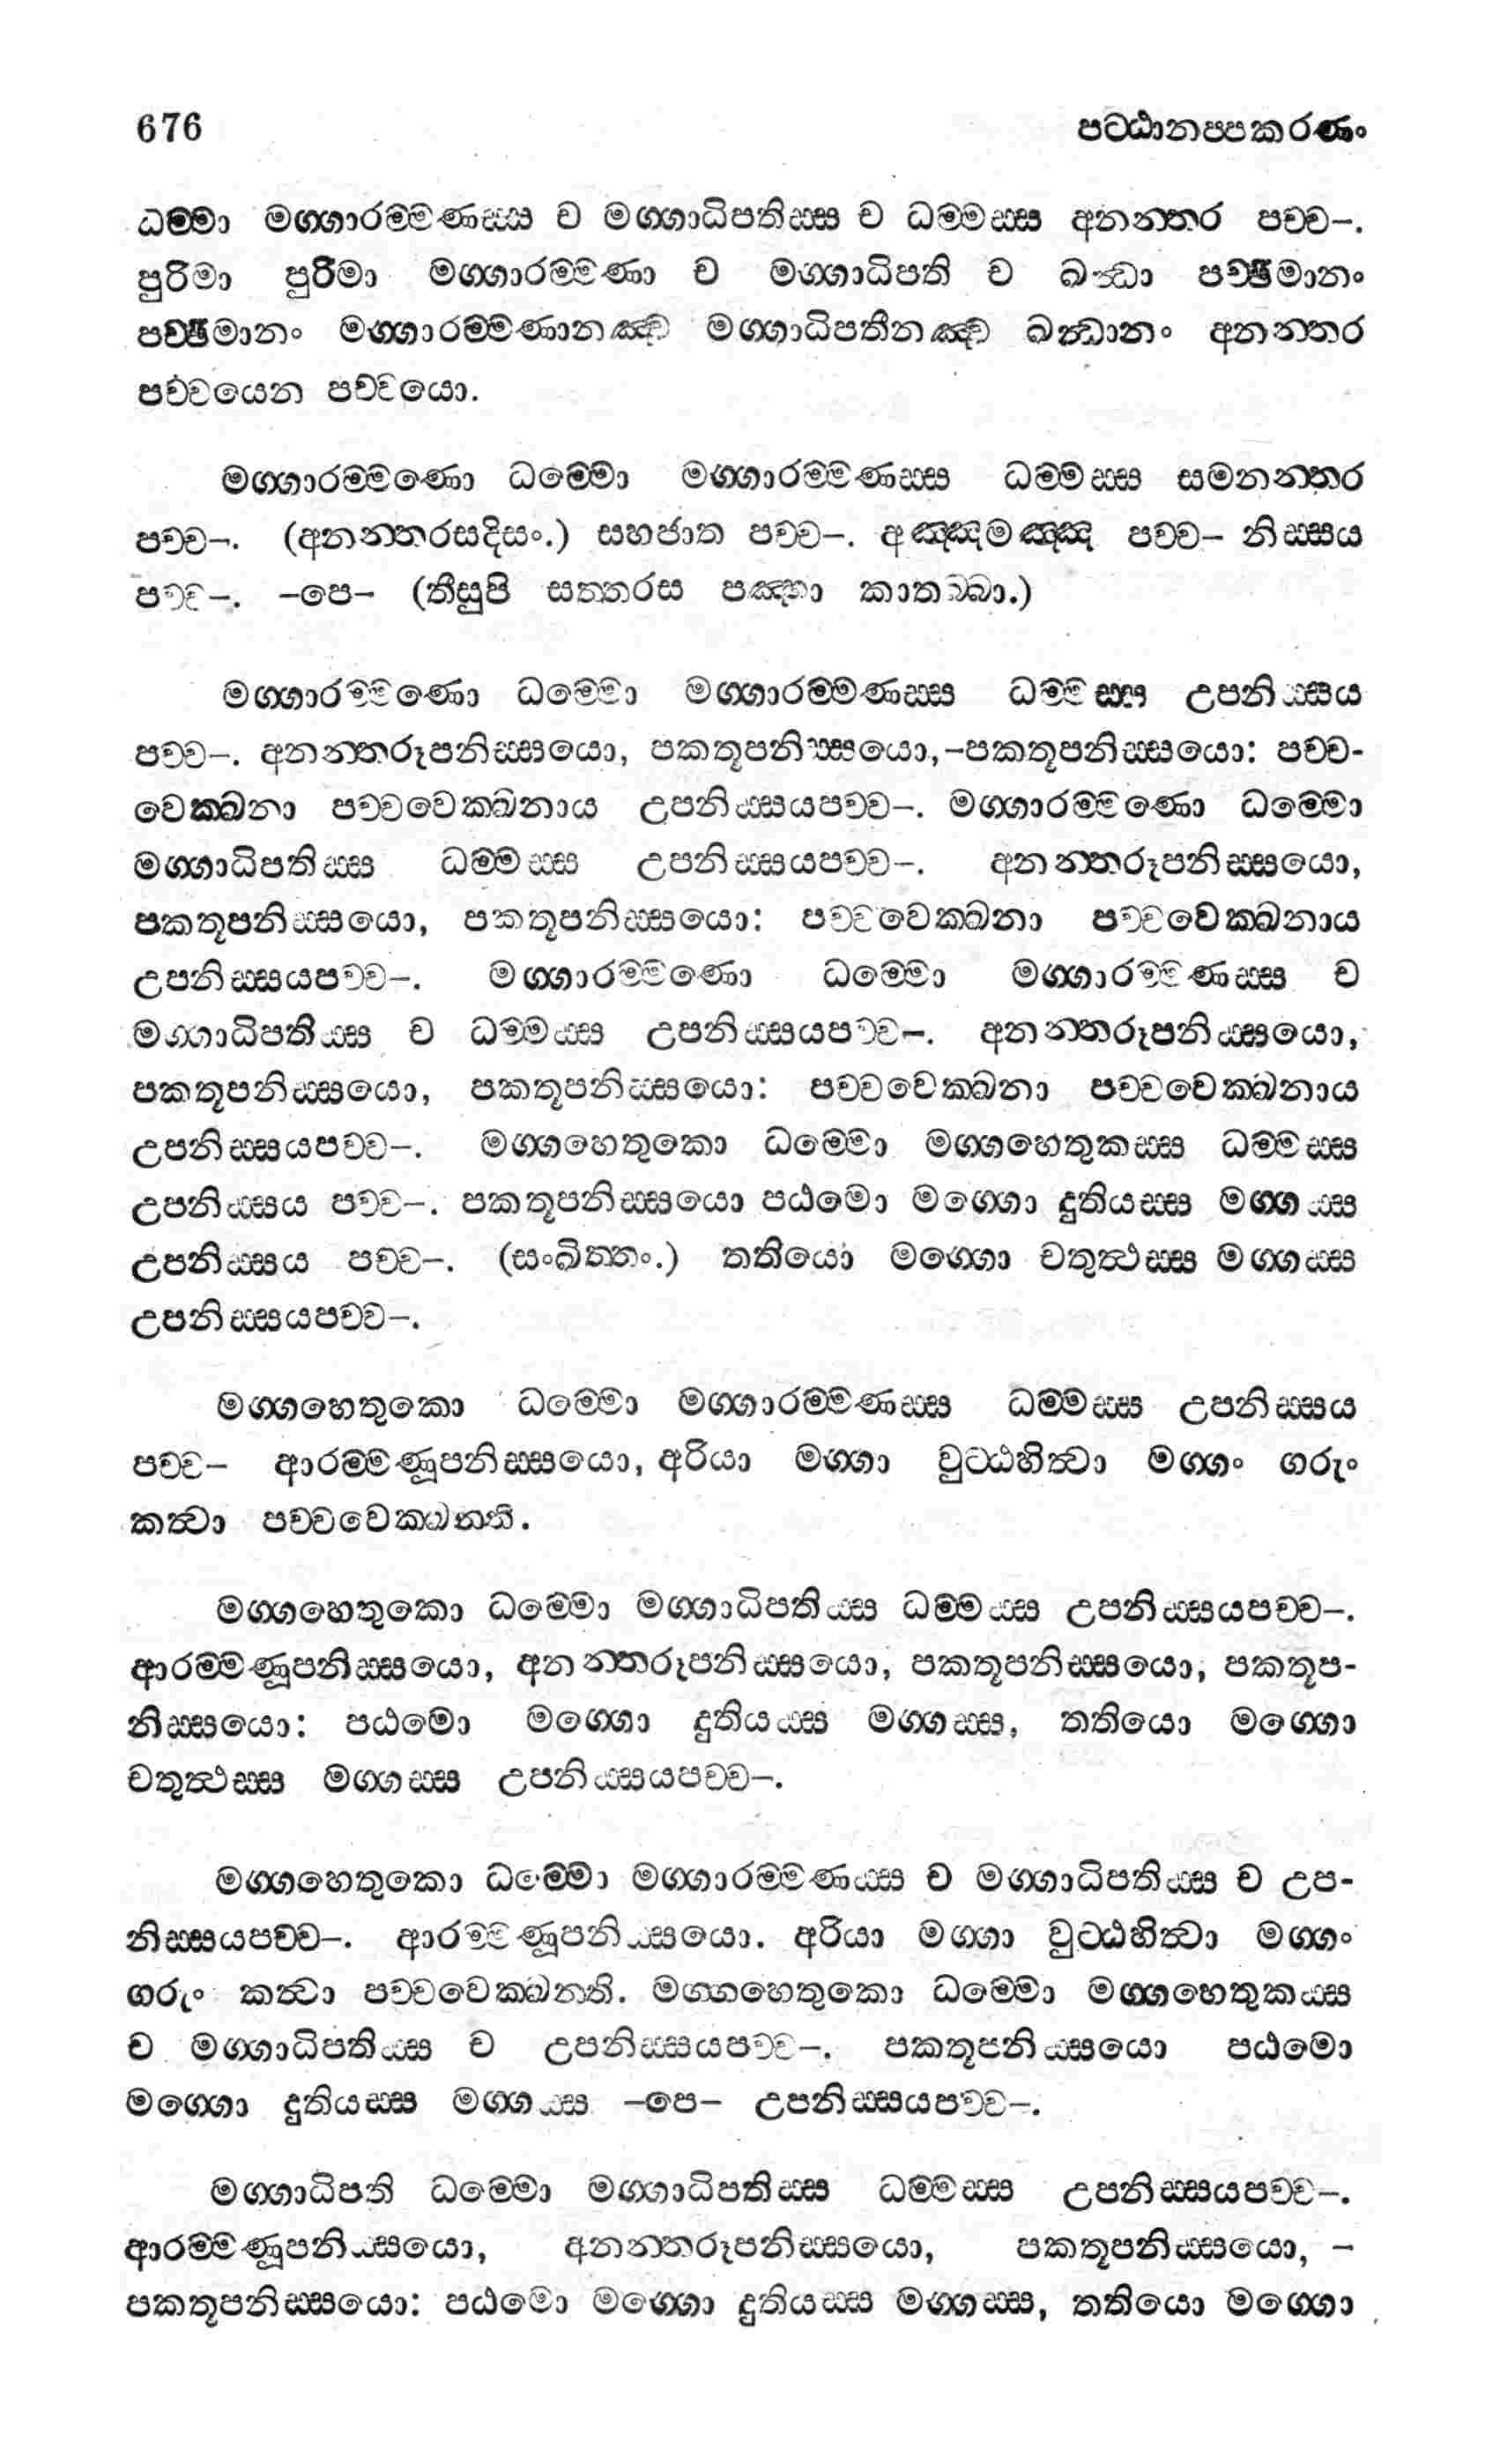 676 පට්ඨානප්පකරණං
ධම්මා මග්ගාරම්මණස්ස ච මග්ගාධිපතිස්ස ච ධම්මස්ස අනන්තර පච්ච–.
පුරිමා පුරිමා මග්ගාරම්මණා ච මග්ගාධිපති ච ඛන්ධා පච්ඡිමානං
පච්ඡිමානං මග්ගාරම්මණානඤ්ච මග්ගාධිපතීනඤ්ච ඛන්ධානං අනන්තර
පච්චයෙන පච්චයො.
මග්ගාරම්මණො ධම්මො මග්ගාරම්මණස්ස ධම්මස්ස සමනන්තර
පච්ච–. (අනන්තරසදිසං.) සහජාත පච්ච–. අඤ්ඤමඤ්ඤ පච්ච– නිස්සය
පච්ච–. –පෙ– (තීසුපි සත්තරස පඤ්හා කාතබ්බා.)
මග්ගාරම්මණො ධම්මො මග්ගාරම්මණස්ස ධම්මස්ස උපනිස්සය
පච්ච–. අනන්තරූපනිස්සයො, පකතූපනිස්සයො,–පකතූපනිස්සයො: පච්ච-
වෙක්ඛනා පච්චවෙක්ඛනාය උපනිස්සයපච්ච–. මග්ගාරම්මණො ධම්මො
මග්ගාධිපතිස්ස ධම්මස්ස උපනිස්සයපච්ච–. අනන්තරූපනිස්සයො,
පකතූපනිස්සයො, පකතූපනිස්සයො: පච්චවෙක්ඛනා පච්චවෙක්ඛනාය
උපනිස්සයපච්ච–. මග්ගාරම්මණො ධම්මො මග්ගාරම්මණස්ස ච
මග්ගාධිපතිස්ස ච ධම්මස්ස උපනිස්සයපච්ච–. අනන්තරූපනිස්සයො,
පකතූපනිස්සයො, පකතූපනිස්සයො: පච්චවෙක්ඛනා පච්චවෙක්ඛනාය
උපනිස්සයපච්ච–. මග්ගහෙතුකො ධම්මො මග්ගහෙතුකස්ස ධම්මස්ස
උපනිස්සය පච්ච–. පකතූපනිස්සයො පඨමො මග්ගො දුතියස්ස මග්ගස්ස
උපනිස්සය පච්ච–. (සංඛිත්තං.) තතියො මග්ගො චතුත්ථස්ස මග්ගස්ස
උපනිස්සයපච්ච–.
මග්ගහෙතුකො ධම්මො මග්ගාරම්මණස්ස ධම්මස්ස උපනිස්සය
පච්ච– ආරම්මණූපනිස්සයො, අරියා මග්ගා වුට්ඨහිත්වා මග්ගං ගරුං
කත්වා පච්චවෙක්ඛන්ති.
මග්ගහෙතුකො ධම්මො මග්ගාධිපතිස්ස ධම්මස්ස උපනිස්සයපච්ච–.
ආරම්මණූපනිස්සයො, අනන්තරූපනිස්සයො, පකතූපනිස්සයො, පකතූප-
නිස්සයො: පඨමො මග්ගො දුතියස්ස මග්ගස්ස, තතියො මග්ගො
චතුත්ථස්ස මග්ගස්ස උපනිස්සයපච්ච–.
මග්ගහෙතුකො ධම්මො මග්ගාරම්මණස්ස ච මග්ගාධිපතිස්ස ච උප-
නිස්සයපච්ච–. ආරම්මණූපනිස්සයො. අරියා මග්ගා වුට්ඨහිත්වා මග්ගං
ගරුං කත්වා පච්චවෙක්ඛන්ති. මග්ගහෙතුකො ධම්මො මග්ගහෙතුකස්ස
ච මග්ගාධිපතිස්ස ච උපනිස්සයපච්ච–. පකතූපනිස්සයො පඨමො
මග්ගො දුතියස්ස මග්ගස්ස –පෙ– උපනිස්සයපච්ච–.
මග්ගාධිපති ධම්මො මග්ගාධිපතිස්ස ධම්මස්ස උපනිස්සයපච්ච–.
ආරම්මණූපනිස්සයො, අනන්තරූපනිස්සයො, පකතූපනිස්සයො, –
පකතූපනිස්සයො: පඨමො මග්ගො දුතියස්ස මග්ගස්ස, තතියො මග්ගො